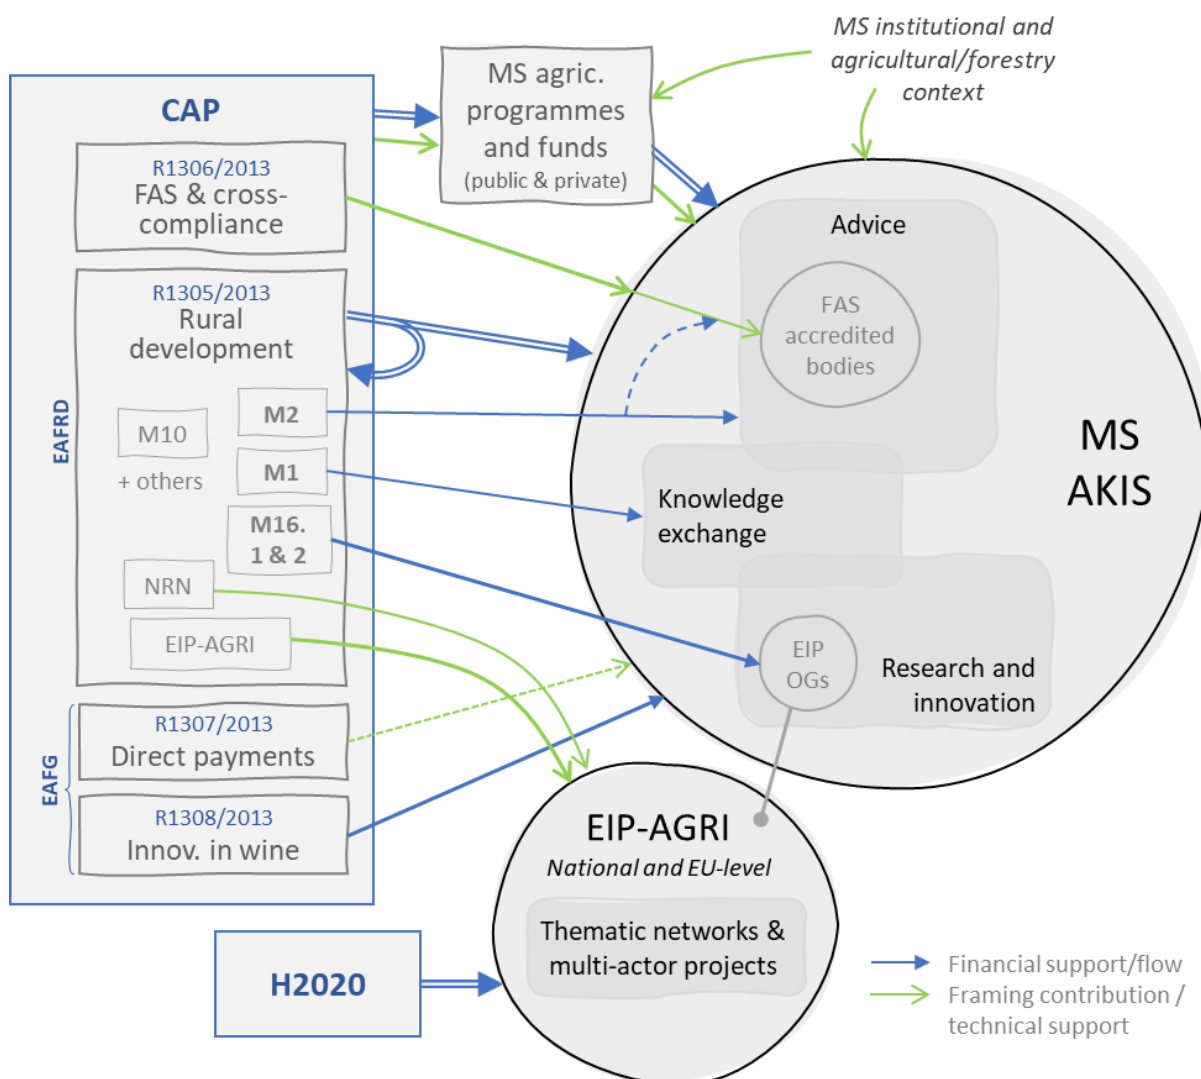 MS institutional and
agricultural/forestry
context
MS agric.
programmes
and funds
(public & private)
CAP
R1306/2013
FAS & cross-
compliance
EAFRD
R1305/2013
Rural
development
M10
+ others
M2
M1
M16.
1 & 2
NRN
EIP-AGRI
EAFG
R1307/2013
Direct payments
R1308/2013
Innov. in wine
H2020
Advice
FAS
accredited
bodies
MS
AKIS
Knowledge
exchange
EIP
OGs
Research and
innovation
EIP-AGRI
National and EU-level
Thematic networks &
multi-actor projects
Financial support/flow
Framing contribution /
technical support